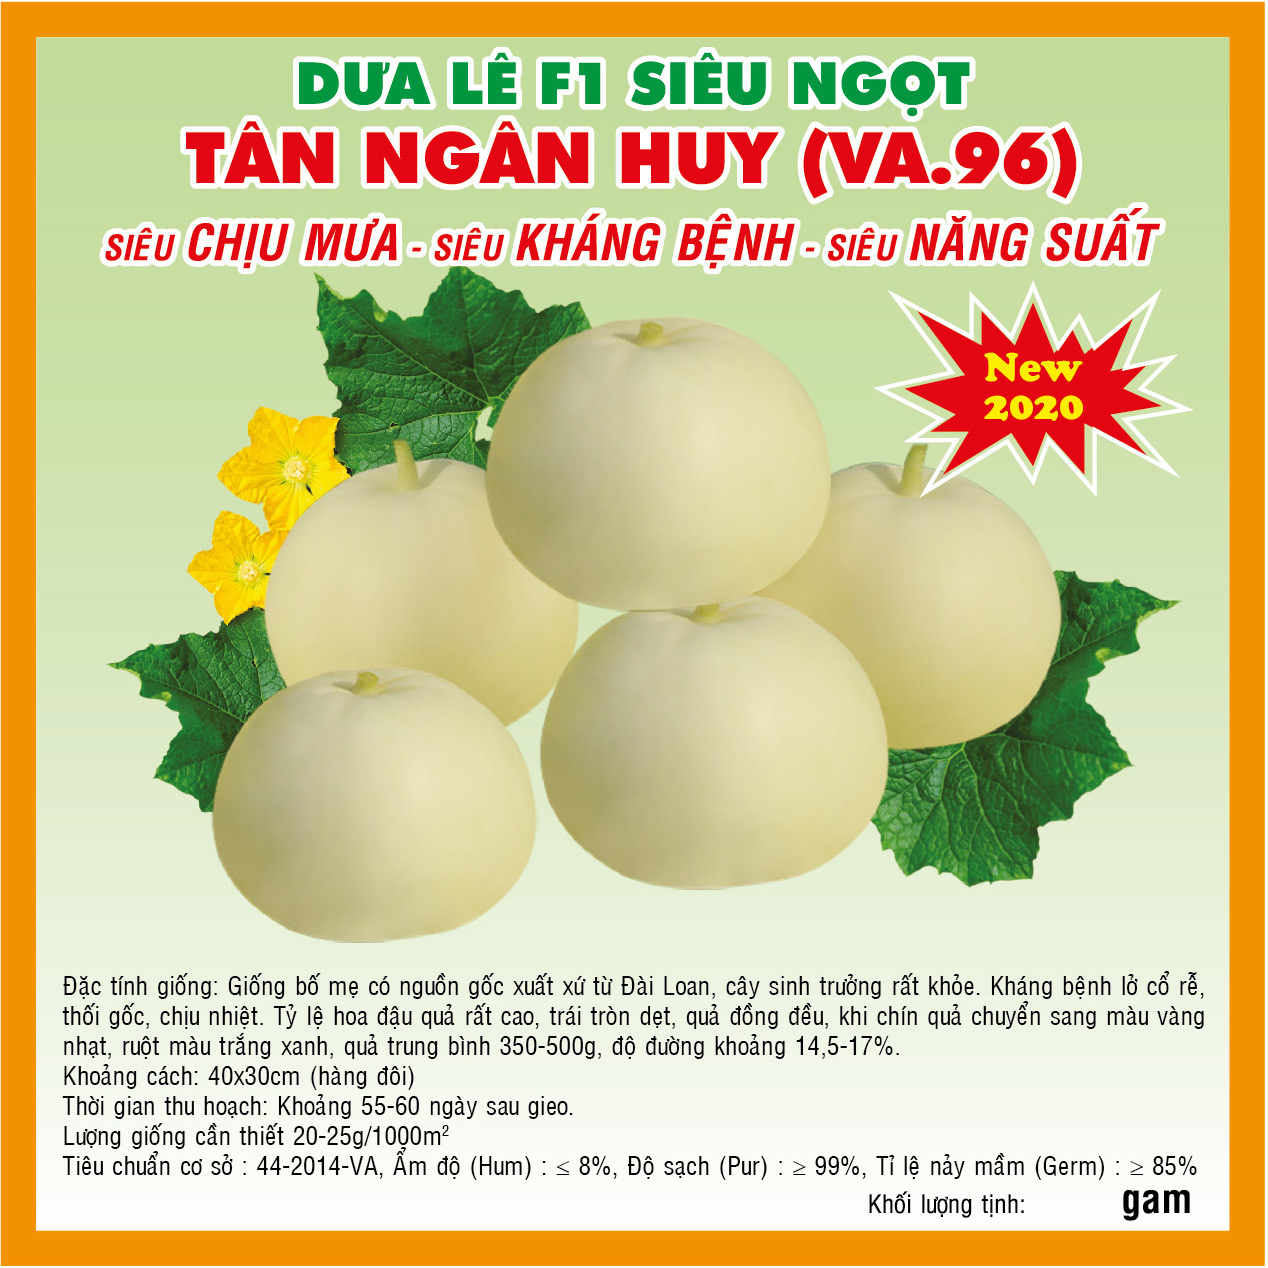 DƯA LÊ F1 SIÊU NGỌT
TÂN NGÂN HUY (VA.96)
SIÊU CHỊU MƯA - SIÊU KHÁNG BỆNH - SIÊU NĂNG SUẤT
New
2020
Đặc tính giống: Giống bố mẹ có nguồn gốc xuất xứ từ Đài Loan, cây sinh trưởng rất khỏe. Kháng bệnh lở cổ rễ,
thối gốc, chịu nhiệt. Tỷ lệ hoa đậu quả rất cao, trái tròn dẹt, quả đồng đều, khi chín quả chuyển sang màu vàng
nhạt, ruột màu trắng xanh, quả trung bình 350-500g, độ đường khoảng 14,5-17%.
Khoảng cách: 40x30cm (hàng đôi)
Thời gian thu hoạch: Khoảng 55-60 ngày sau gieo.
Lượng giống cần thiết 20-25g/1000m²
Tiêu chuẩn cơ sở : 44-2014-VA, Ẩm độ (Hum) : ≤ 8%, Độ sạch (Pur) : ≥ 99%, Tỉ lệ nảy mầm (Germ) : ≥ 85%
Khối lượng tịnh: gam